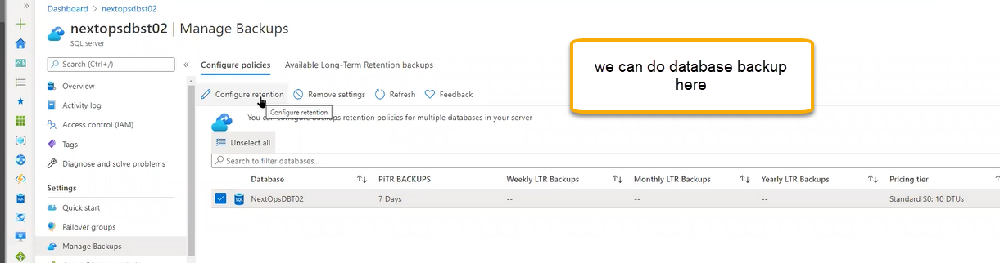 Dashboard > nextopsdbst02
nextopsdbst02 | Manage Backups
SQL server
we can do database backup
here
Search (Ctrl+/)
Overview
Activity log
Access control (IAM)
Tags
Diagnose and solve problems
Settings
Quick start
Failover groups
Manage Backups
Configure policies Available Long-Term Retention backups
Configure retention Remove settings Refresh Feedback
Configure retention
You can configure backups retention policies for multiple databases in your server
Unselect all
Search to filter databases...
Database PiTR BACKUPS Weekly LTR Backups Monthly LTR Backups Yearly LTR Backups Pricing tier
SQL NextOpsDBT02 7 Days -- -- -- Standard S0: 10 DTUs